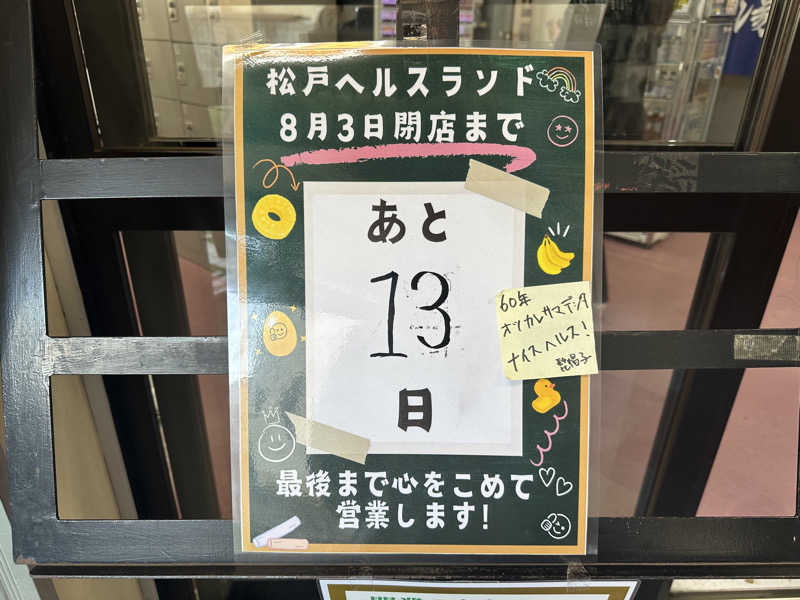 松戸ヘルスランド
8月3日閉店まで
あと
13
日
60年
オツカレサマデシタ
ナイスヘルス!
最後まで心をこめて
営業します!